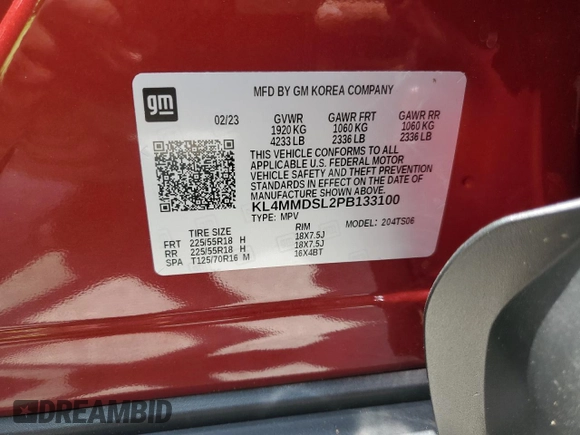 gm
MFD BY GM KOREA COMPANY
02/23 GVWR GAWR FRT GAWR RR
1920 KG 1060 KG 1060 KG
4233 LB 2336 LB 2336 LB
THIS VEHICLE CONFORMS TO ALL
APPLICABLE U.S. FEDERAL MOTOR
VEHICLE SAFETY AND THEFT PREVENTION
STANDARDS IN EFFECT ON THE DATE OF
MANUFACTURE SHOWN ABOVE.
KL4MMDSL2PB133100
TYPE: MPV MODEL: 204TS06
TIRE SIZE RIM
FRT 225/55R18 H 18X7.5J
RR 225/55R18 H 18X7.5J
SPA T125/70R16 M 16X4BT
DREAMBID